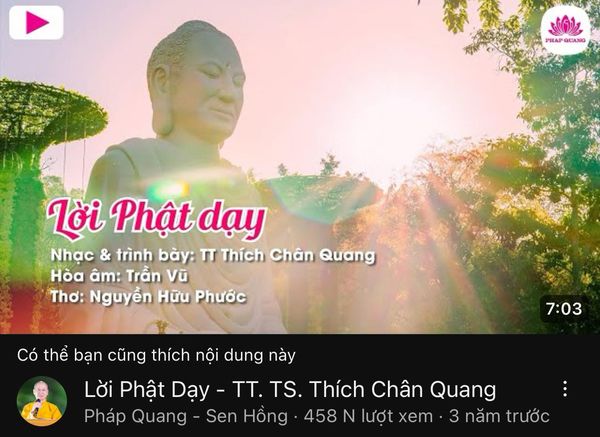 PHÁP QUANG
Lời Phật dạy
Nhạc & trình bày: TT Thích Chân Quang
Hòa âm: Trần Vũ
Thơ: Nguyễn Hữu Phước
7:03
Có thể bạn cũng thích nội dung này
Lời Phật Dạy - TT. TS. Thích Chân Quang
Pháp Quang - Sen Hồng · 458 N lượt xem · 3 năm trước